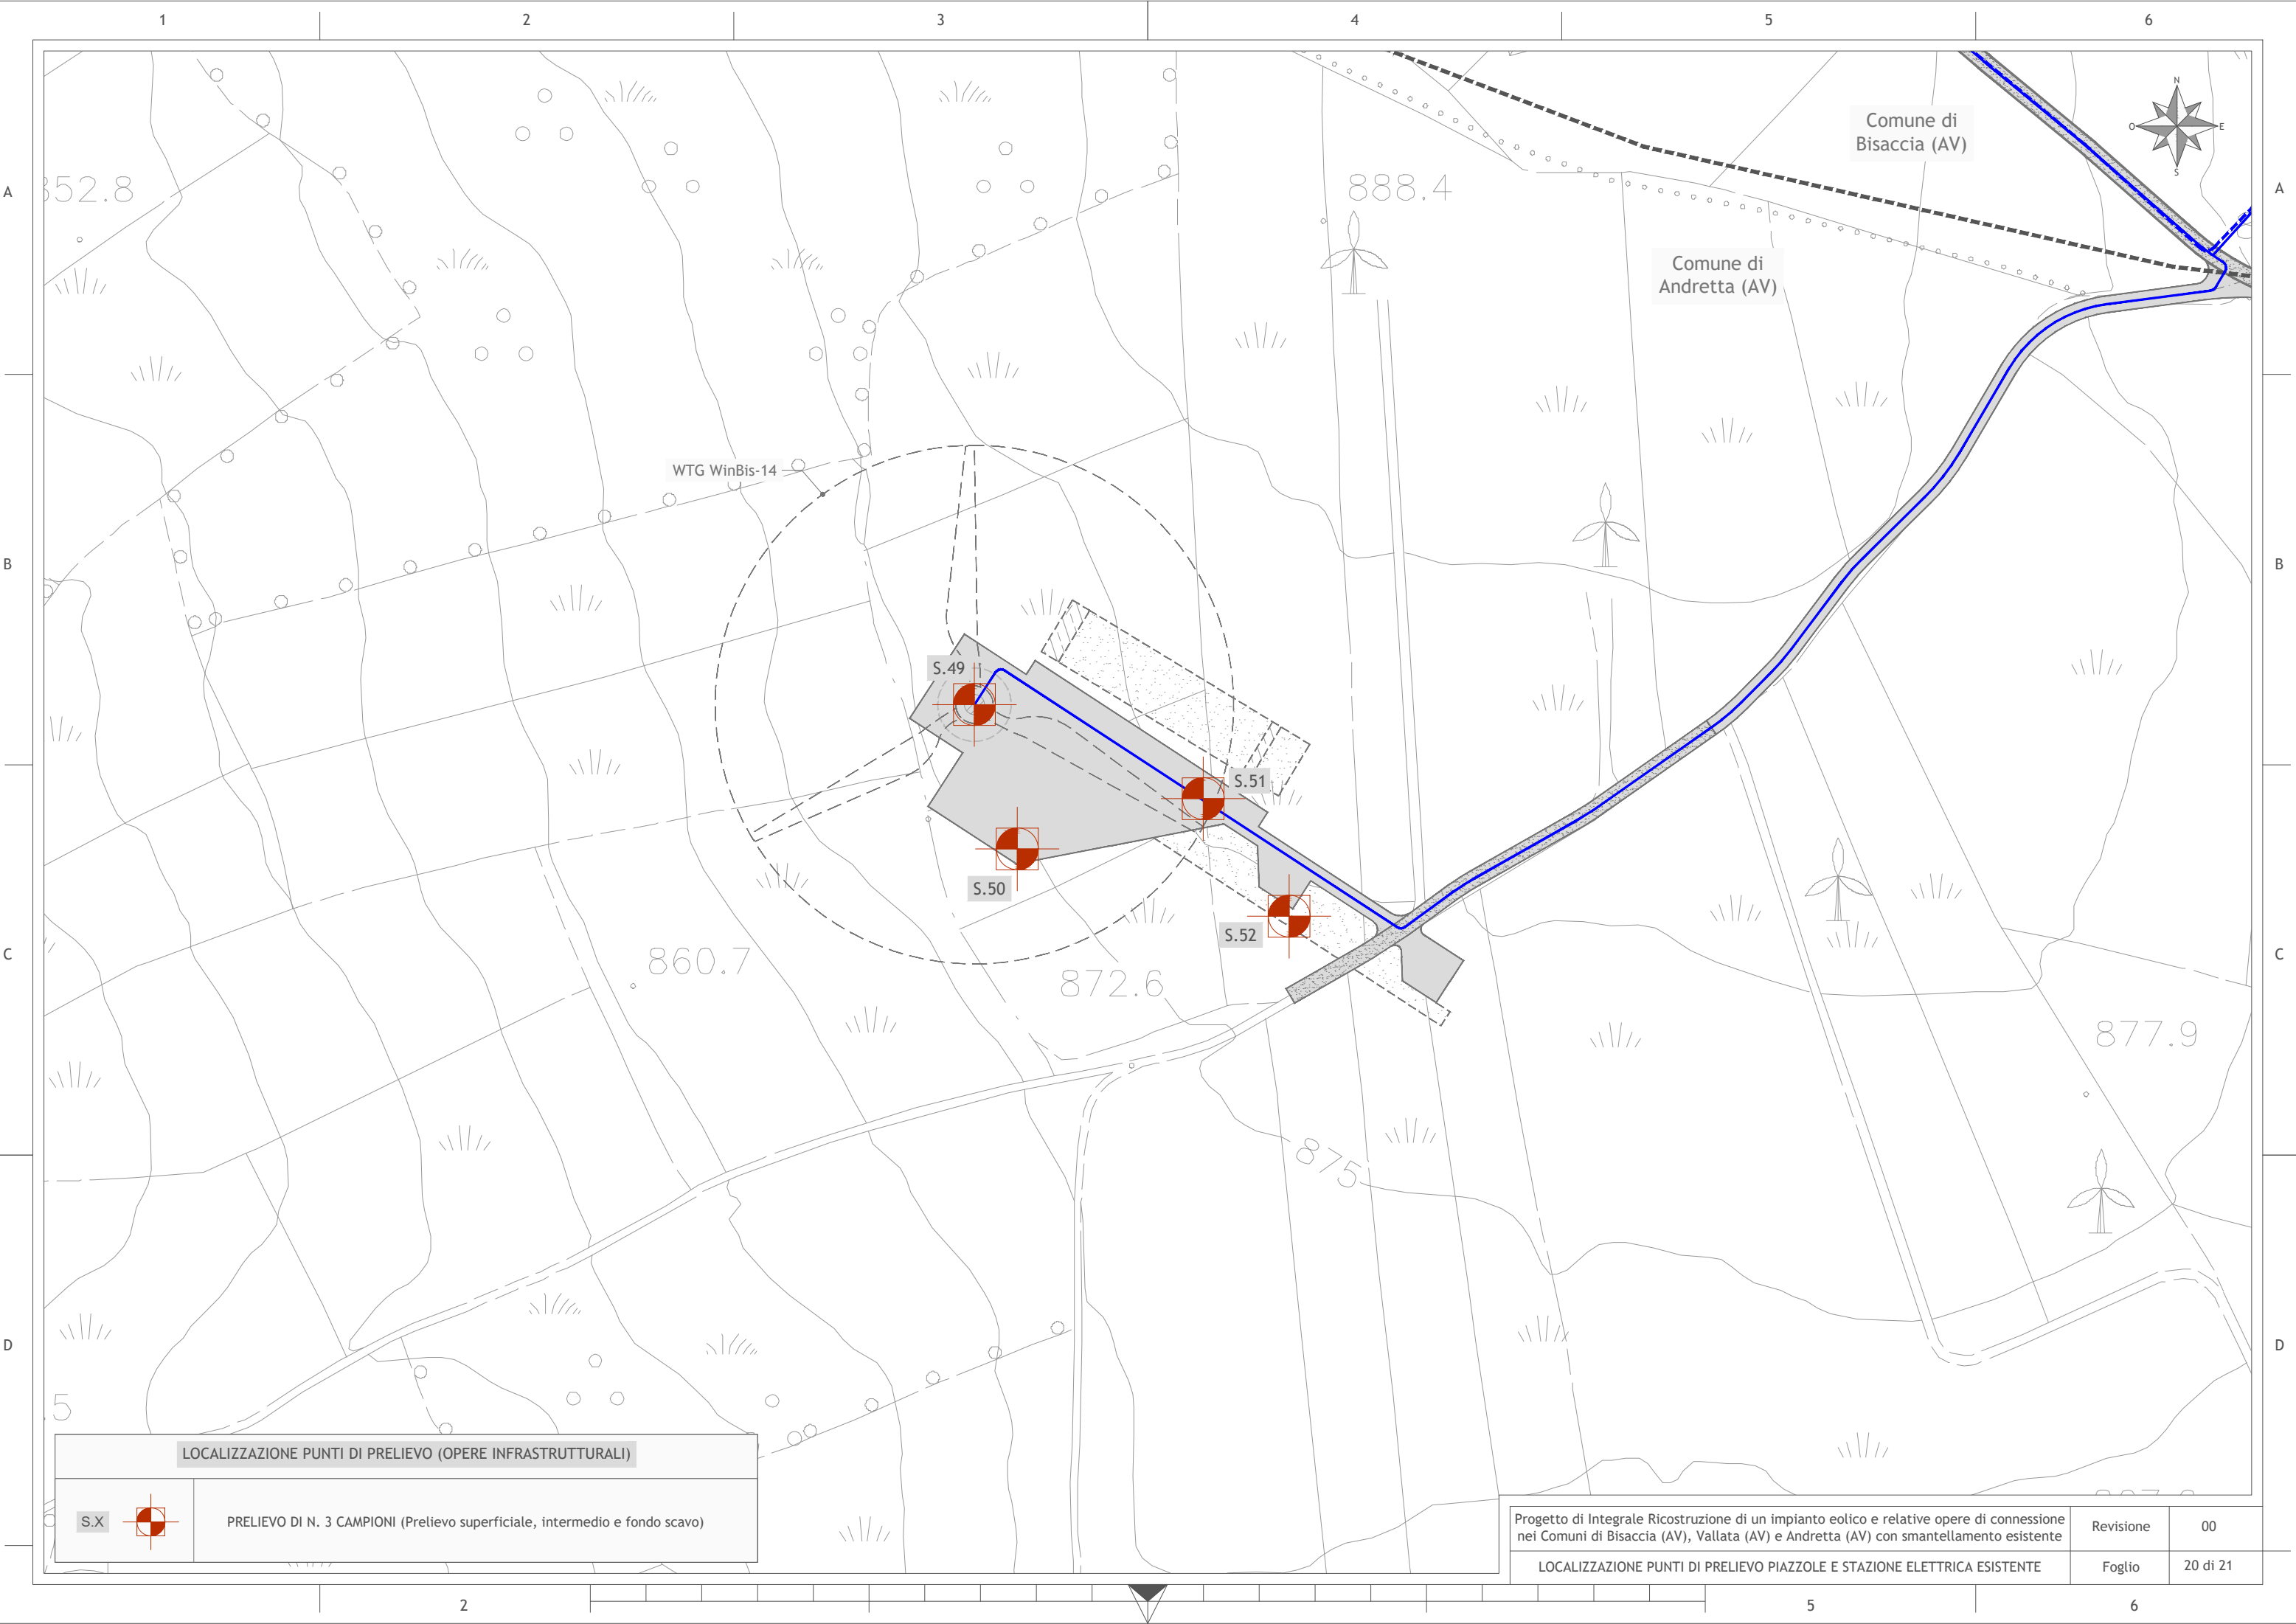 1 2 3 4 5 6
N
O E
S
Comune di
Bisaccia (AV)
A A
852.8
888.4
Comune di
Andretta (AV)
WTG WinBis-14
B B
S.49
S.51
S.50
S.52
C C
860.7
872.6
877.9
875
D D
5
LOCALIZZAZIONE PUNTI DI PRELIEVO (OPERE INFRASTRUTTURALI)
S.X PRELIEVO DI N. 3 CAMPIONI (Prelievo superficiale, intermedio e fondo scavo)
Progetto di Integrale Ricostruzione di un impianto eolico e relative opere di connessione
nei Comuni di Bisaccia (AV), Vallata (AV) e Andretta (AV) con smantellamento esistente
Revisione 00
LOCALIZZAZIONE PUNTI DI PRELIEVO PIAZZOLE E STAZIONE ELETTRICA ESISTENTE
Foglio 20 di 21
2 5 6